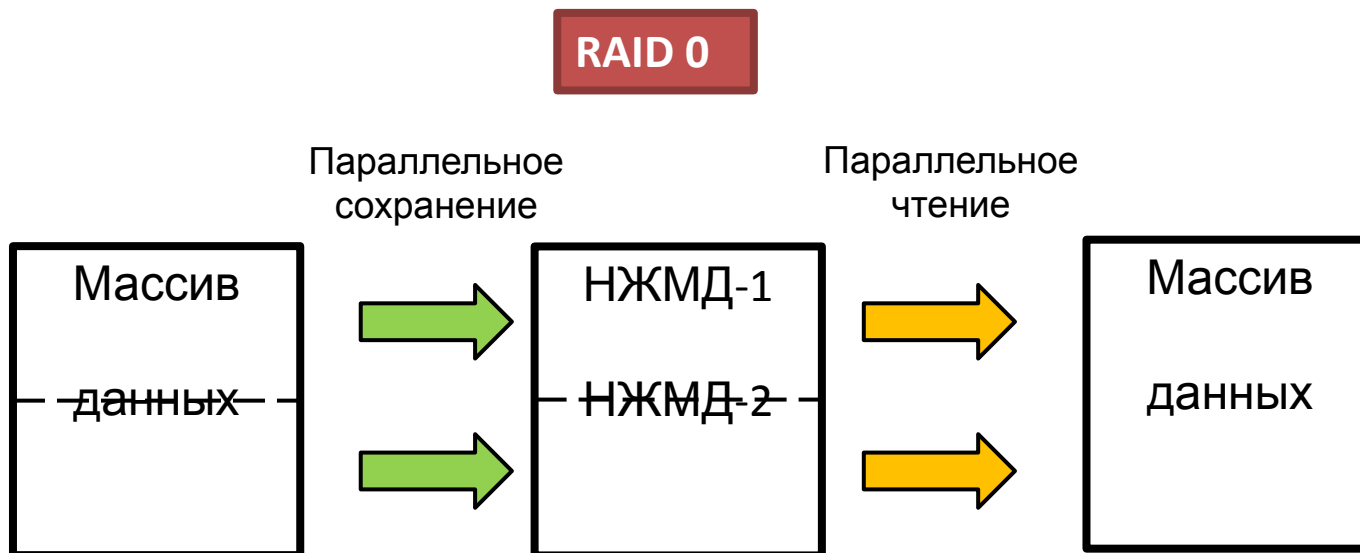 RAID 0
Параллельное
сохранение
Параллельное
чтение
Массив
данных
НЖМД-1
НЖМД-2
Массив
данных